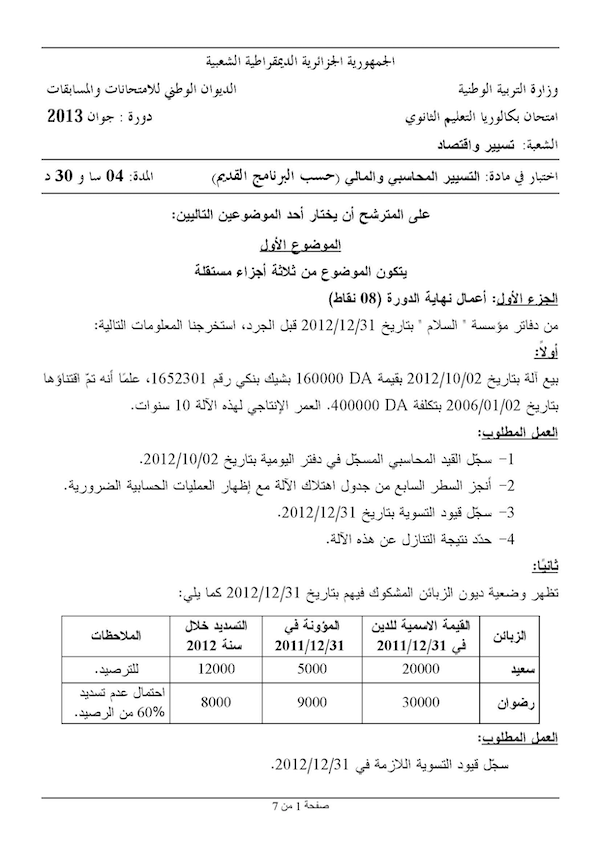 الجمهورية الجزائرية الديمقراطية الشعبية
وزارة التربية الوطنية الديوان الوطني للامتحانات والمسابقات
امتحان بكالوريا التعليم الثانوي دورة : جوان 2013
الشعبة: تسيير واقتصاد
اختبار في مادة: التسيير المحاسبي والمالي (حسب البرنامج القديم) المدة: 04 سا و 30 د
على المترشح أن يختار أحد الموضوعين التاليين:
الموضوع الأول
يتكون الموضوع من ثلاثة أجزاء مستقلة
الجزء الأول: أعمال نهاية الدورة (08 نقاط)
من دفاتر مؤسسة " السلام " بتاريخ 2012/12/31 قبل الجرد، استخرجنا المعلومات التالية:
أولاً:
بيع آلة بتاريخ 2012/10/02 بقيمة 160000 DA بشيك بنكي رقم 1652301، علمًا أنه تمّ اقتناؤها
بتاريخ 2006/01/02 بتكلفة 400000 DA. العمر الإنتاجي لهذه الآلة 10 سنوات.
العمل المطلوب:
1- سجّل القيد المحاسبي المسجّل في دفتر اليومية بتاريخ 2012/10/02.
2- أنجز السطر السابع من جدول اهتلاك الآلة مع إظهار العمليات الحسابية الضرورية.
3- سجّل قيود التسوية بتاريخ 2012/12/31.
4- حدّد نتيجة التنازل عن هذه الآلة.
ثانيًا:
تظهر وضعية ديون الزبائن المشكوك فيهم بتاريخ 2012/12/31 كما يلي:
الزبائن القيمة الاسمية للدين في 2011/12/31 المؤونة في 2011/12/31 التسديد خلال سنة 2012 الملاحظات
سعيد 20000 5000 12000 للترصيد.
رضوان 30000 9000 8000 احتمال عدم تسديد 60% من الرصيد.
العمل المطلوب:
سجّل قيود التسوية اللازمة في 2012/12/31.
صفحة 1 من 7